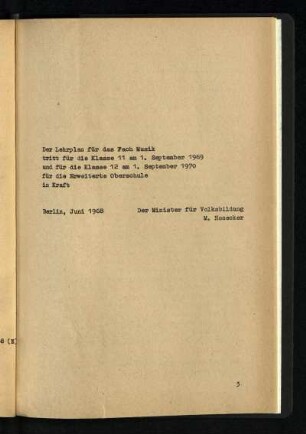 Der Lehrplan für das Fach Musik
tritt für die Klasse 11 am 1. September 1969
und für die Klasse 12 am 1. September 1970
für die Erweiterte Oberschule
in Kraft
Berlin, Juni 1968 Der Minister für Volksbildung
M. Honecker
5